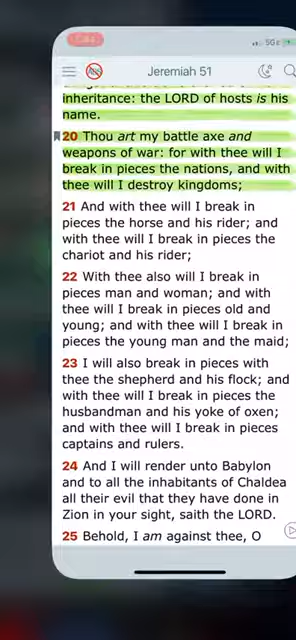 5G
Jeremiah 51
inheritance: the LORD of hosts is his
name.
20 Thou art my battle axe and
weapons of war: for with thee will I
break in pieces the nations, and with
thee will I destroy kingdoms;
21 And with thee will I break in
pieces the horse and his rider; and
with thee will I break in pieces the
chariot and his rider;
22 With thee also will I break in
pieces man and woman; and with
thee will I break in pieces old and
young; and with thee will I break in
pieces the young man and the maid;
23 I will also break in pieces with
thee the shepherd and his flock; and
with thee will I break in pieces the
husbandman and his yoke of oxen;
and with thee will I break in pieces
captains and rulers.
24 And I will render unto Babylon
and to all the inhabitants of Chaldea
all their evil that they have done in
Zion in your sight, saith the LORD.
25 Behold, I am against thee, O